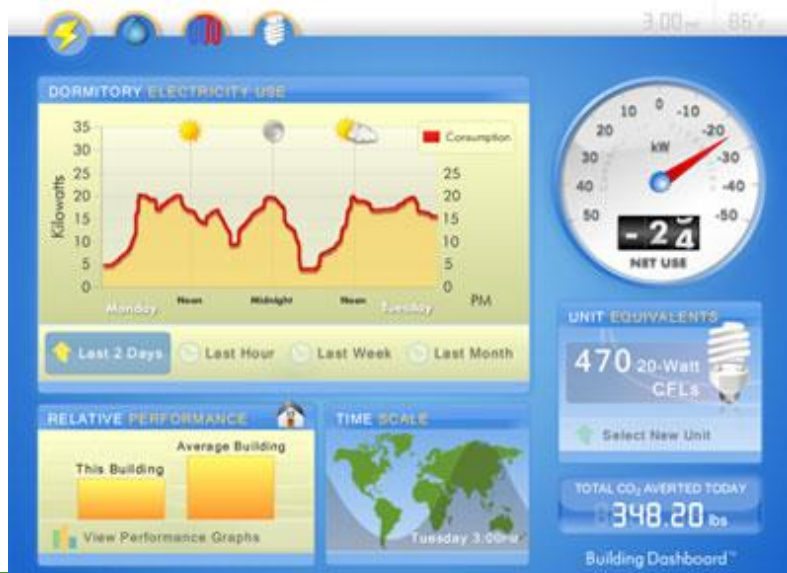 3:00 PM 86°F
DORMITORY ELECTRICITY USE
35
30
25
20
15
10
5
0
Kilowatts
Consumption
25
20
15
10
5
0
Monday Noon Midnight Noon Tuesday PM
Last 2 Days Last Hour Last Week Last Month
50 40 30 20 10 0 -10 -20 -30 -40 -50
kW
- 24
NET USE
UNIT EQUIVALENTS
470 20-Watt
CFLs
Select New Unit
RELATIVE PERFORMANCE
Average Building
This Building
View Performance Graphs
TIME SCALE
Tuesday 3:00PM
TOTAL CO₂ AVERTED TODAY
348.20 lbs
Building Dashboard™